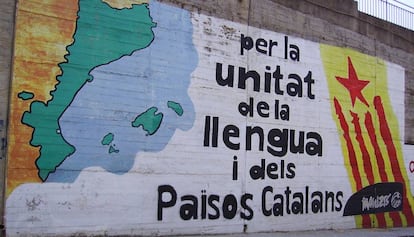 per la
unitat
de la
llengua
i dels
Països Catalans